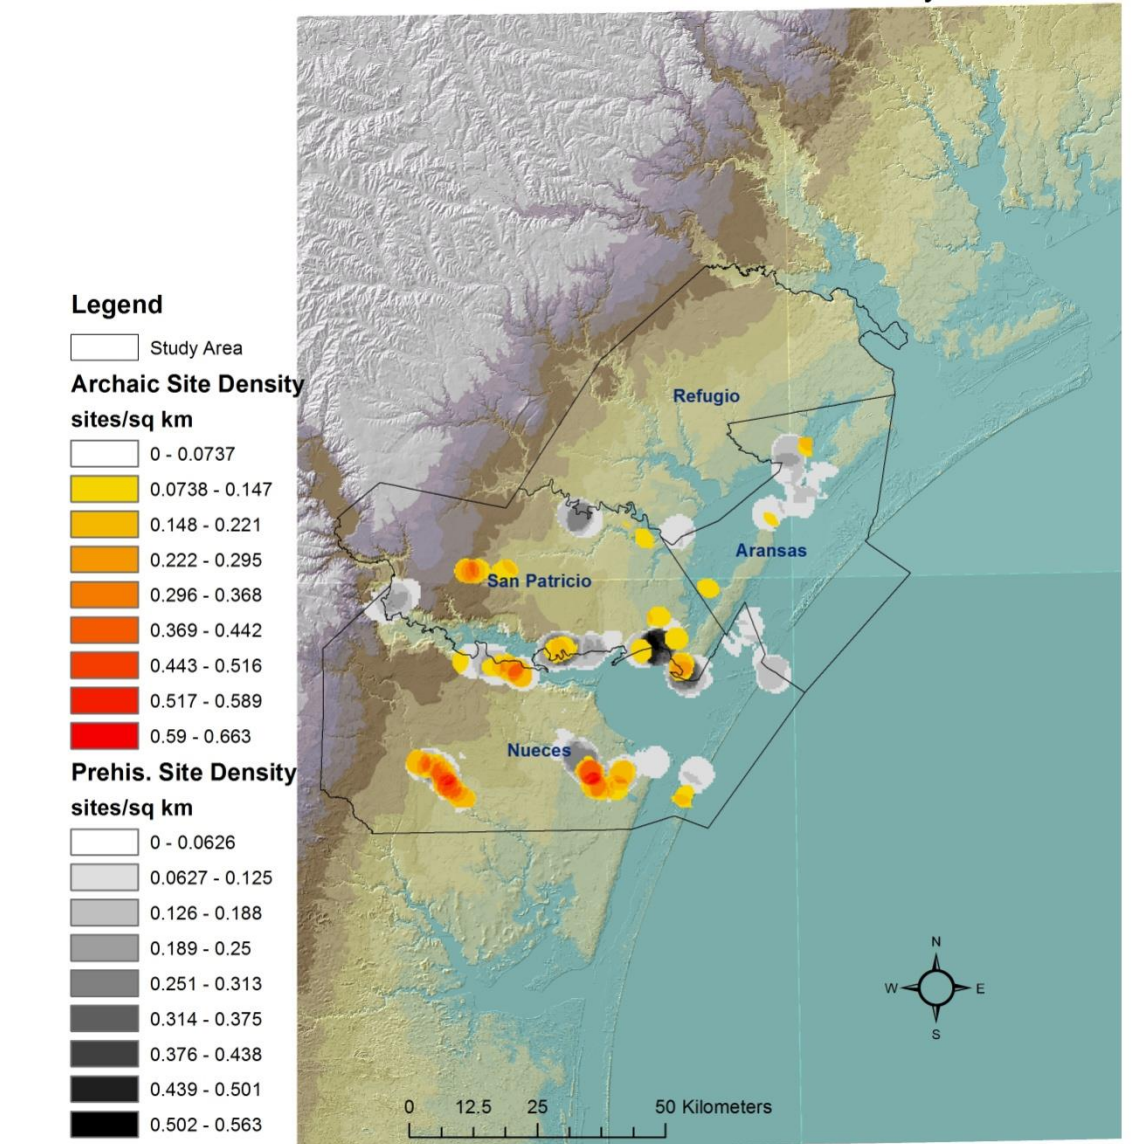 Legend
Study Area
Archaic Site Density
sites/sq km
0 - 0.0737
0.0738 - 0.147
0.148 - 0.221
0.222 - 0.295
0.296 - 0.368
0.369 - 0.442
0.443 - 0.516
0.517 - 0.589
0.59 - 0.663
Prehis. Site Density
sites/sq km
0 - 0.0626
0.0627 - 0.125
0.126 - 0.188
0.189 - 0.25
0.251 - 0.313
0.314 - 0.375
0.376 - 0.438
0.439 - 0.501
0.502 - 0.563
Refugio
Aransas
San Patricio
Nueces
N
W E
S
0 12.5 25 50 Kilometers